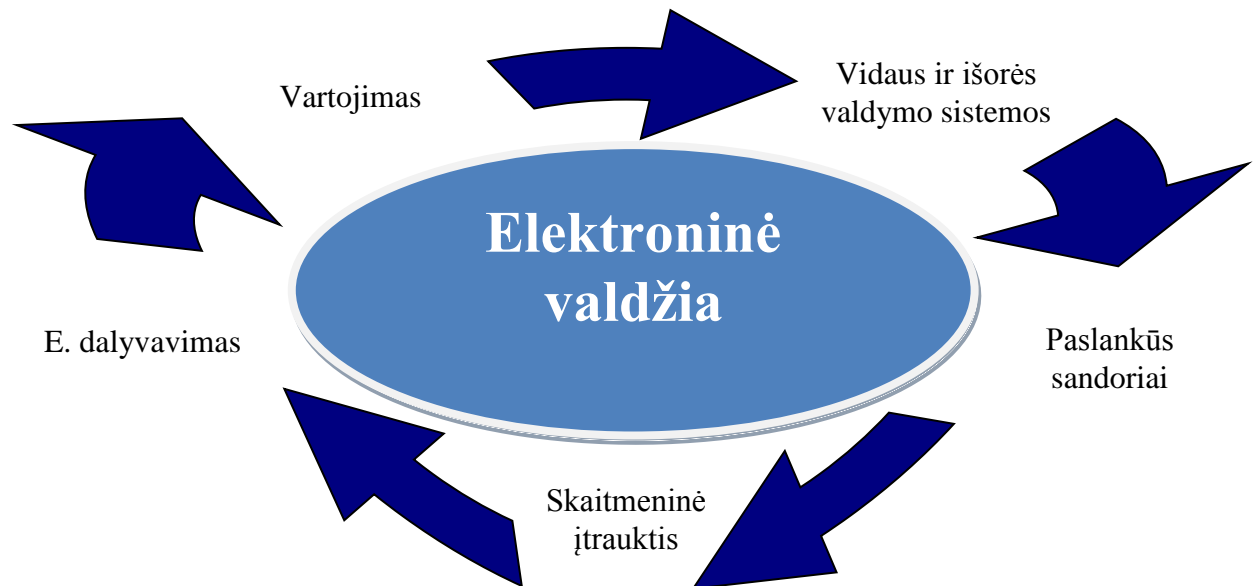 Vartojimas
Vidaus ir išorės
valdymo sistemos
Elektroninė
valdžia
E. dalyvavimas
Paslankūs
sandoriai
Skaitmeninė
įtrauktis